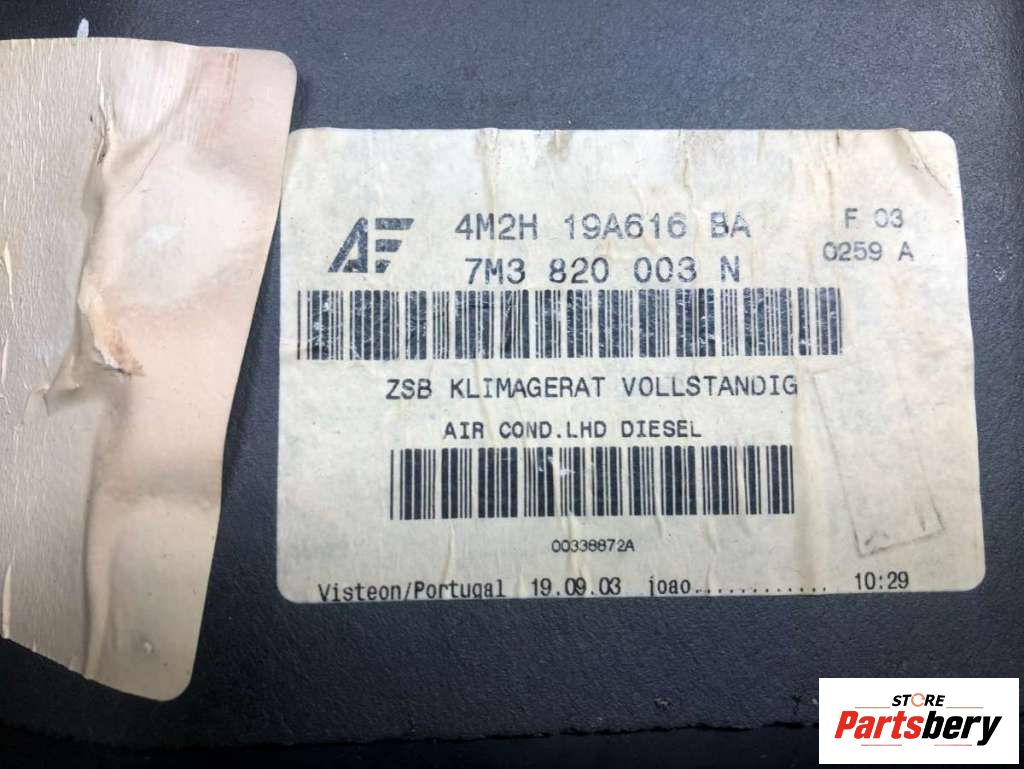 AF
4M2H 19A616 BA
F 03
7M3 820 003 N
0259 A
ZSB KLIMAGERAT VOLLSTANDIG
AIR COND.LHD DIESEL
00338872A
Visteon/Portugal 19.09.03 joao............. 10:29
STORE
Partsbery